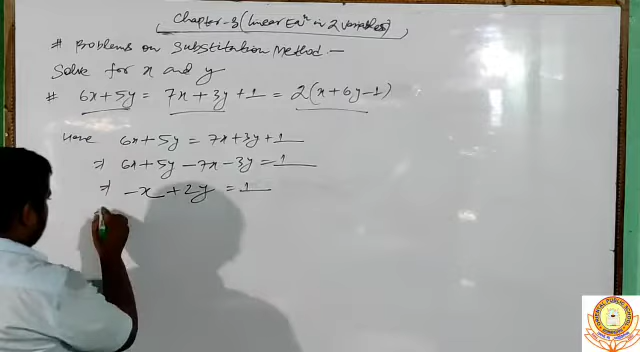 Chapter-3 (linear Eqⁿ in 2 variables)
# Problems on Substitution Method.—
Solve for x and y
# 6x+5y = 7x+3y+1 = 2(x+6y-1)
Here 6x+5y = 7x+3y+1
⇒ 6x+5y-7x-3y=1
⇒ -x+2y=1